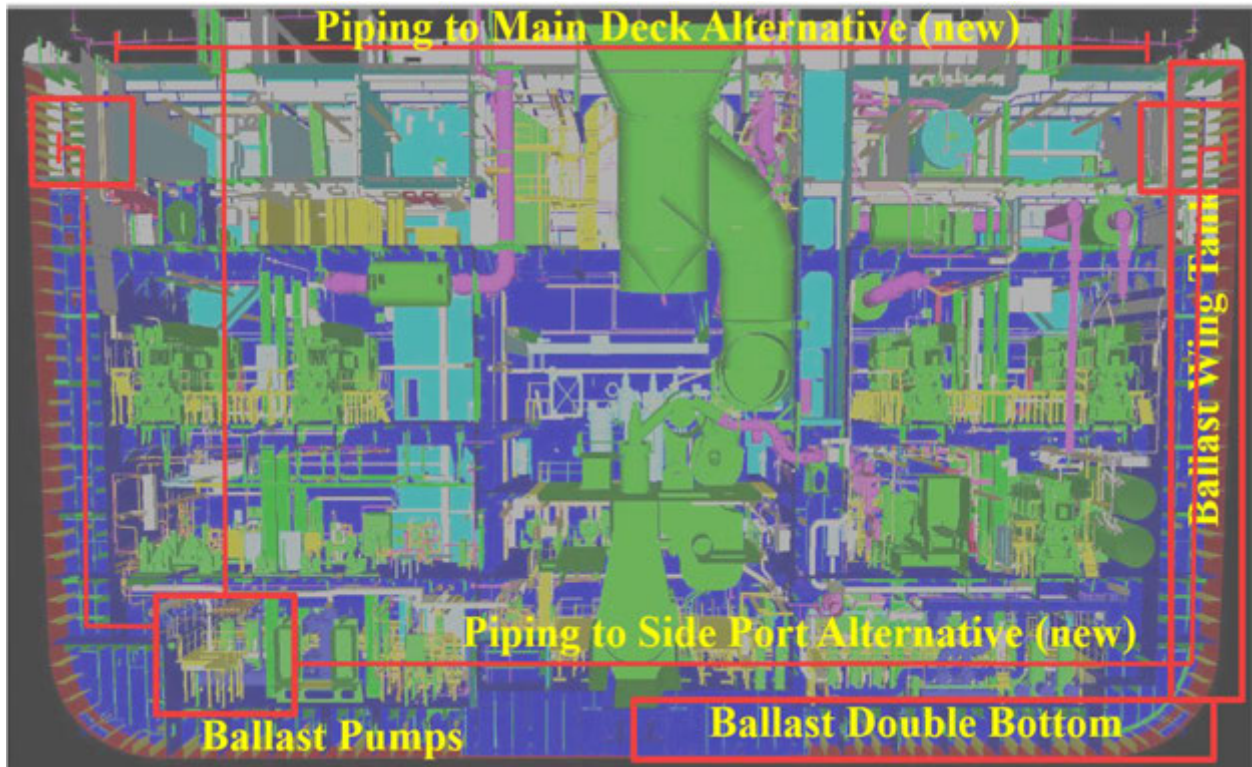 Piping to Main Deck Alternative (new)
Ballast Wing Tank
Piping to Side Port Alternative (new)
Ballast Pumps
Ballast Double Bottom